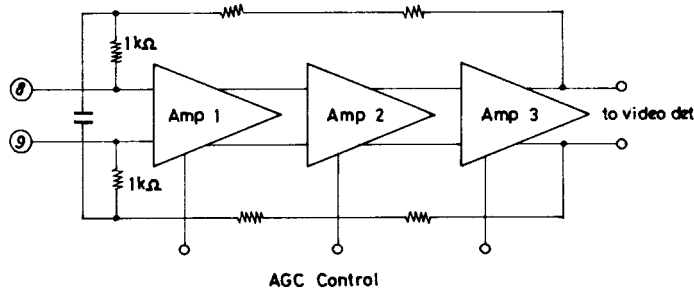 1kΩ
8
Amp 1
Amp 2
Amp 3
to video det
9
1kΩ
AGC Control